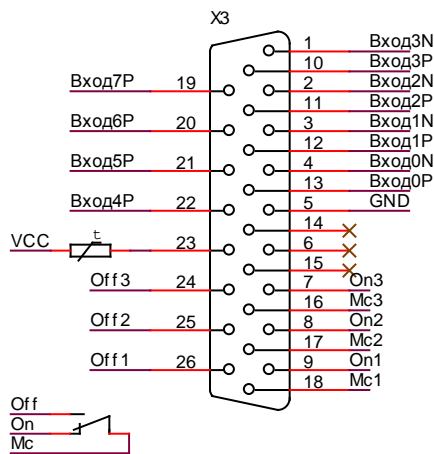 X3
1 Вход3N
10 Вход3P
Вход7P 19 2 Вход2N
11 Вход2P
Вход6P 20 3 Вход1N
12 Вход1P
Вход5P 21 4 Вход0N
13 Вход0P
Вход4P 22 5 GND
14
VCC t 23 6
15
Off3 24 7 On3
16 Mc3
Off2 25 8 On2
17 Mc2
Off1 26 9 On1
18 Mc1
Off
On
Mc